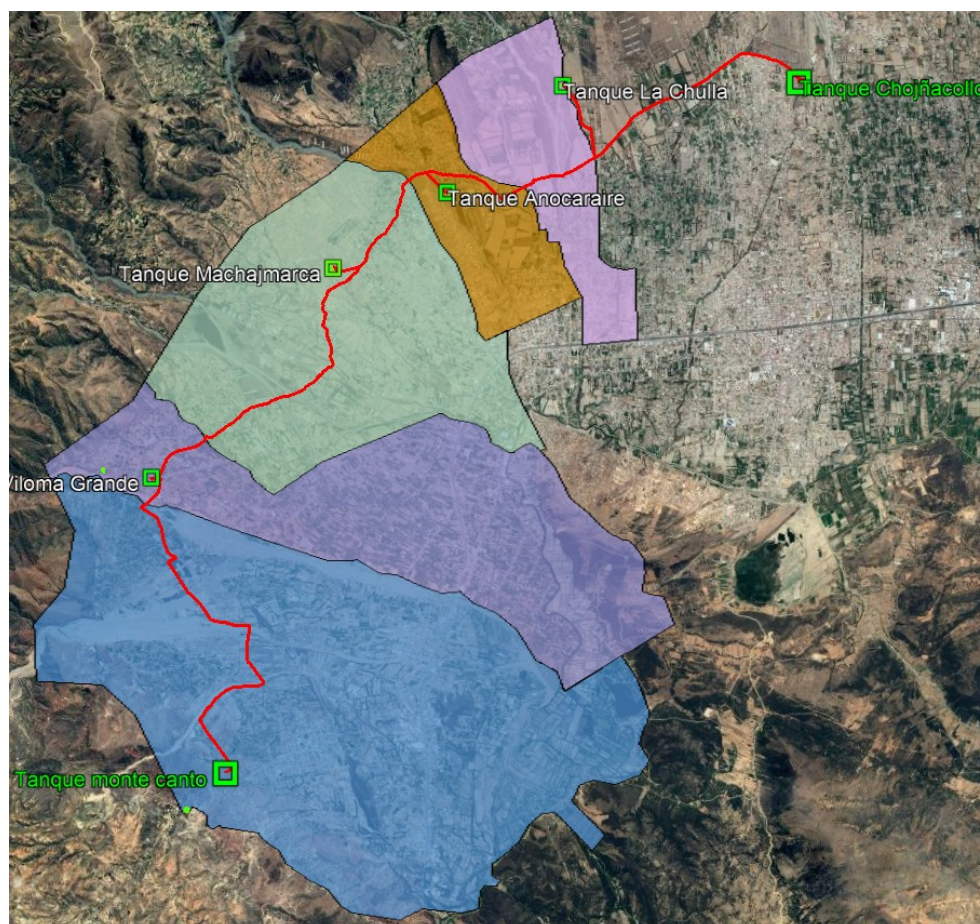 Tanque La Chulla
Tanque Chojñacollo
Tanque Anocaraire
Tanque Machajmarca
Viloma Grande
Tanque monte canto